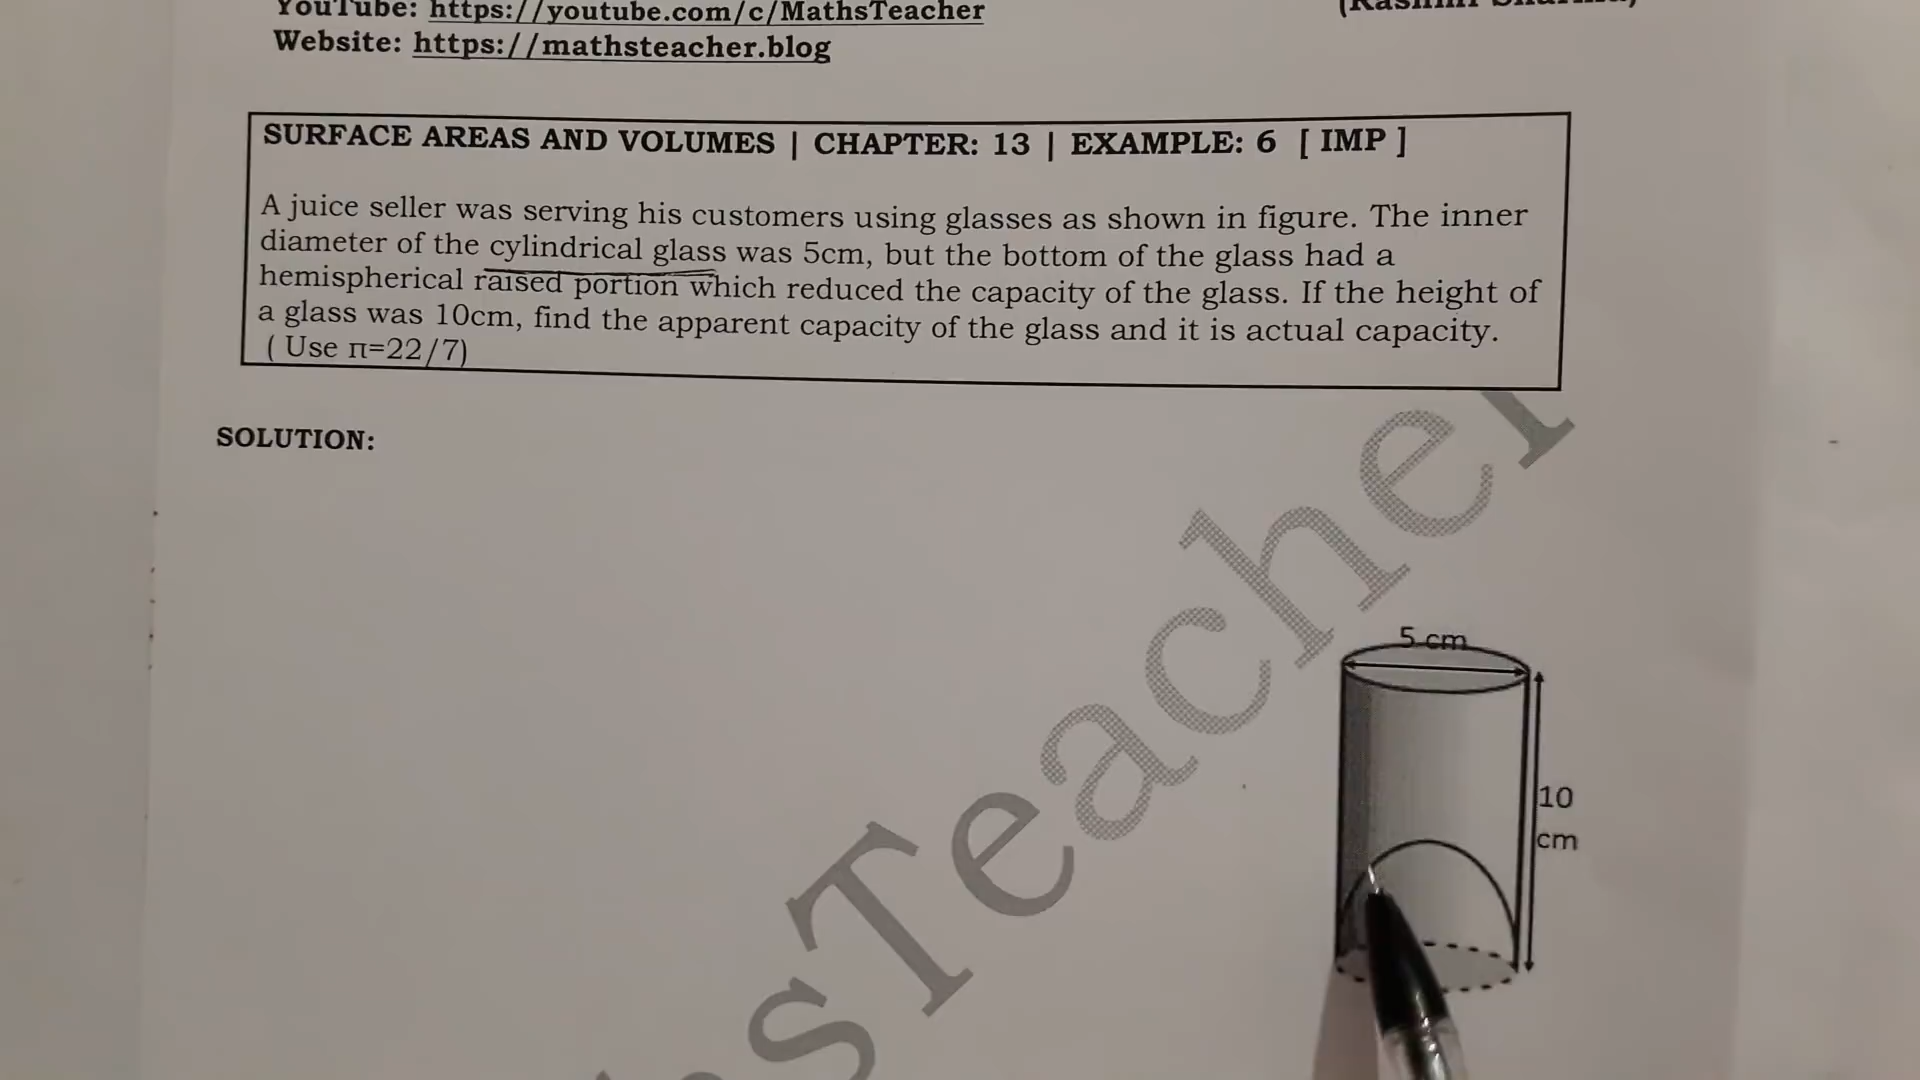 YouTube: https://youtube.com/c/MathsTeacher
Website: https://mathsteacher.blog
SURFACE AREAS AND VOLUMES | CHAPTER: 13 | EXAMPLE: 6 [ IMP ]
A juice seller was serving his customers using glasses as shown in figure. The inner
diameter of the cylindrical glass was 5cm, but the bottom of the glass had a
hemispherical raised portion which reduced the capacity of the glass. If the height of
a glass was 10cm, find the apparent capacity of the glass and it is actual capacity.
( Use π=22/7)
SOLUTION:
5 cm
10
cm
sTeacher